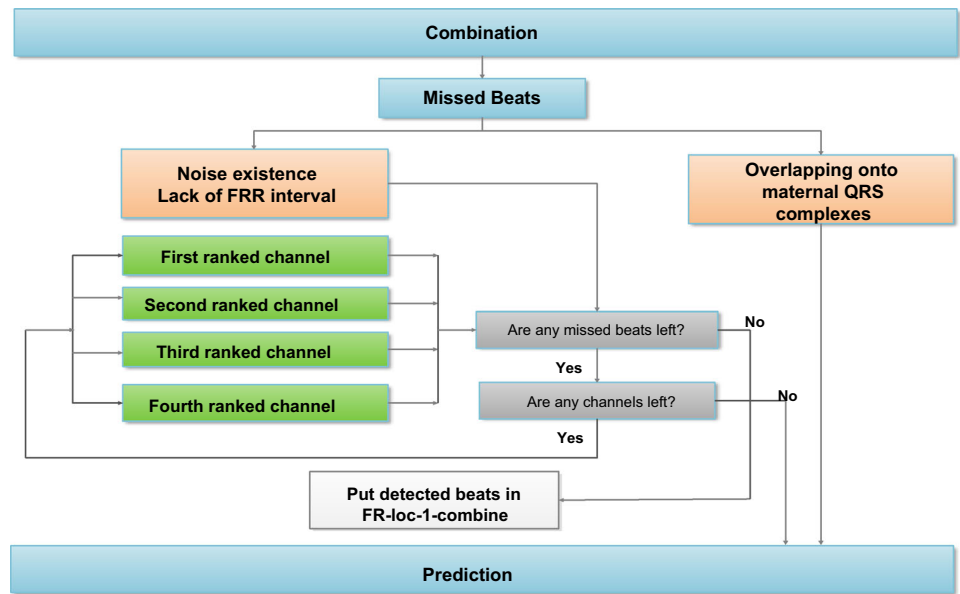 Combination
Missed Beats
Noise existence
Lack of FRR interval
Overlapping onto
maternal QRS
complexes
First ranked channel
Second ranked channel
Third ranked channel
Fourth ranked channel
Are any missed beats left?
No
Yes
Are any channels left?
No
Yes
Put detected beats in
FR-loc-1-combine
Prediction